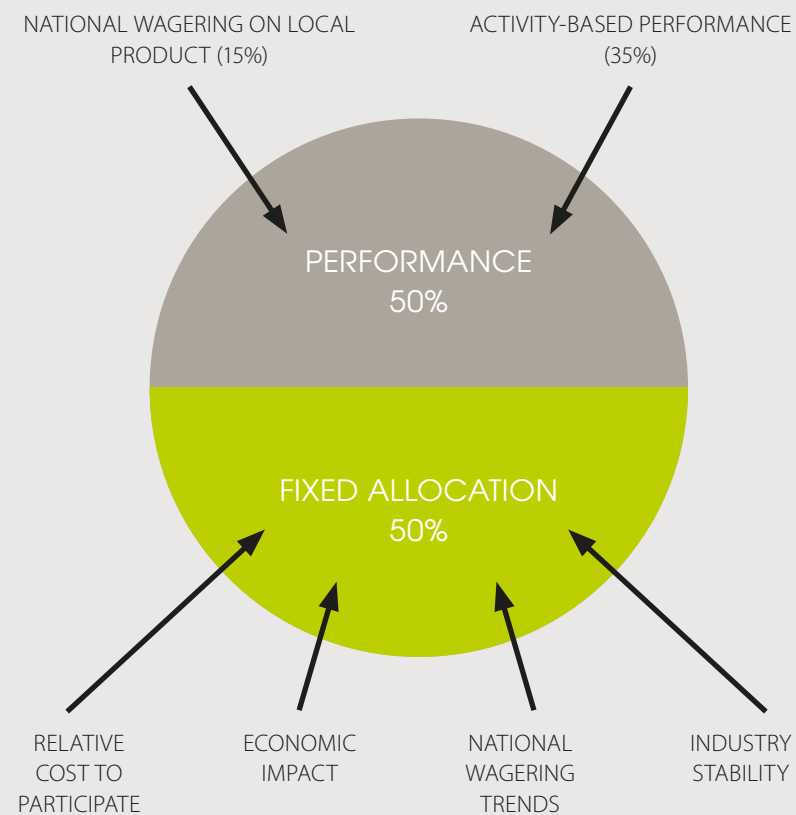 NATIONAL WAGERING ON LOCAL
PRODUCT (15%)
ACTIVITY-BASED PERFORMANCE
(35%)
PERFORMANCE
50%
FIXED ALLOCATION
50%
RELATIVE
COST TO
PARTICIPATE
ECONOMIC
IMPACT
NATIONAL
WAGERING
TRENDS
INDUSTRY
STABILITY